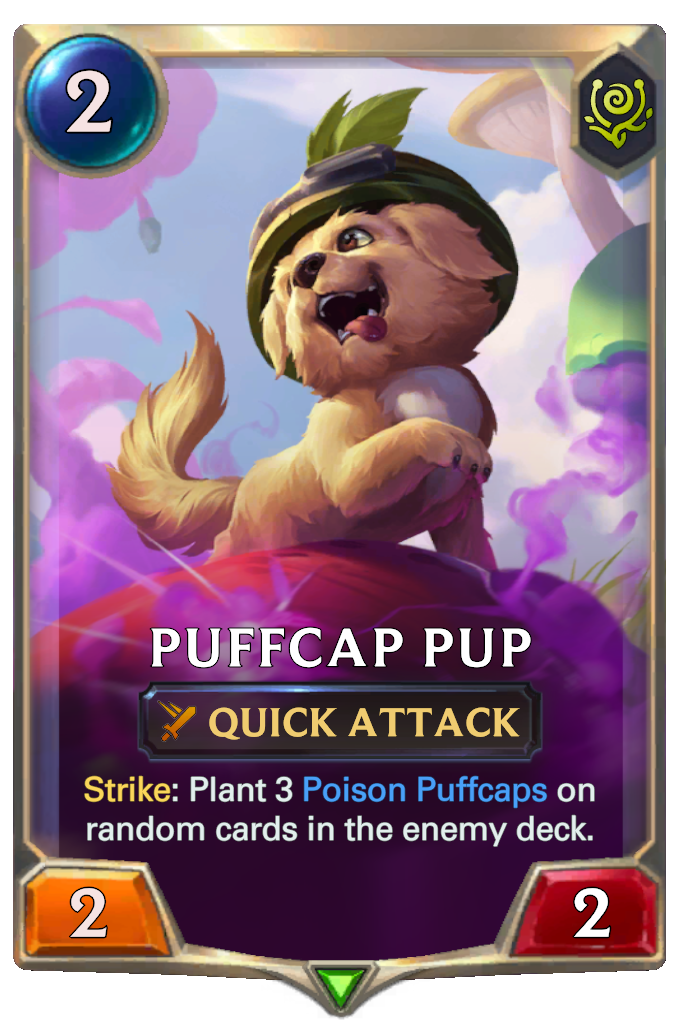 2
PUFFCAP PUP
QUICK ATTACK
Strike: Plant 3 Poison Puffcaps on
random cards in the enemy deck.
2 2